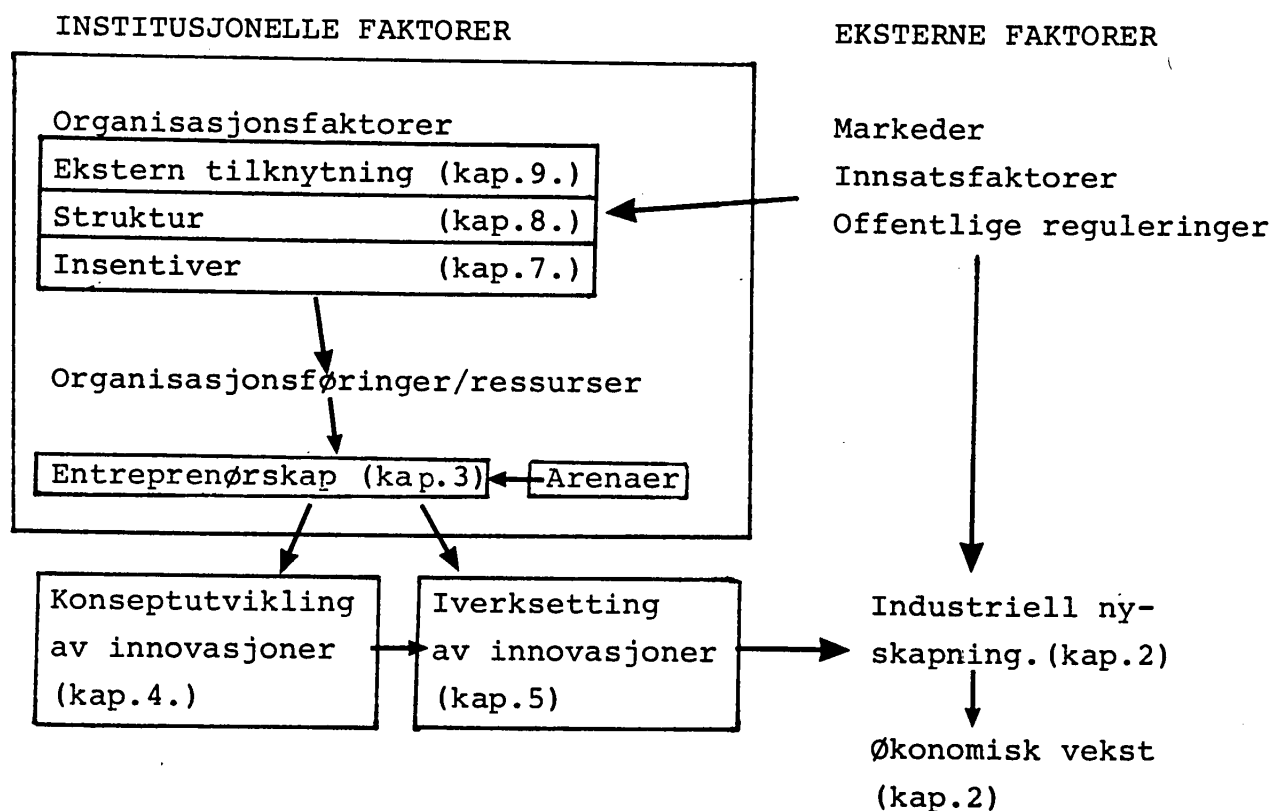 INSTITUSJONELLE FAKTORER
EKSTERNE FAKTORER
Organisasjonsfaktorer
Ekstern tilknytning (kap.9.)
Struktur (kap.8.)
Insentiver (kap.7.)
Markeder
Innsatsfaktorer
Offentlige reguleringer
Organisasjonsføringer/ressurser
Entreprenørskap (kap.3)
Arenaer
Konseptutvikling
av innovasjoner
(kap.4.)
Iverksetting
av innovasjoner
(kap.5)
Industriell ny-
skapning.(kap.2)
Økonomisk vekst
(kap.2)